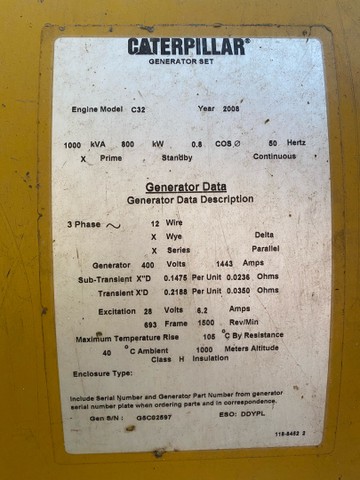 CATERPILLAR®
GENERATOR SET
Engine Model C32 Year 2008
1000 kVA 800 kW 0.8 COS Ø 50 Hertz
X Prime Standby Continuous
Generator Data
Generator Data Description
3 Phase ~ 12 Wire
X Wye Delta
X Series Parallel
Generator 400 Volts 1443 Amps
Sub-Transient X"D 0.1475 Per Unit 0.0236 Ohms
Transient X'D 0.2188 Per Unit 0.0350 Ohms
Excitation 28 Volts 6.2 Amps
693 Frame 1500 Rev/Min
Maximum Temperature Rise 105 °C By Resistance
40 °C Ambient 1000 Meters Altitude
Class H Insulation
Enclosure Type:
Include Serial Number and Generator Part Number from generator
serial number plate when ordering parts and in correspondence.
Gen S/N : G5C02597 ESO: DDYPL